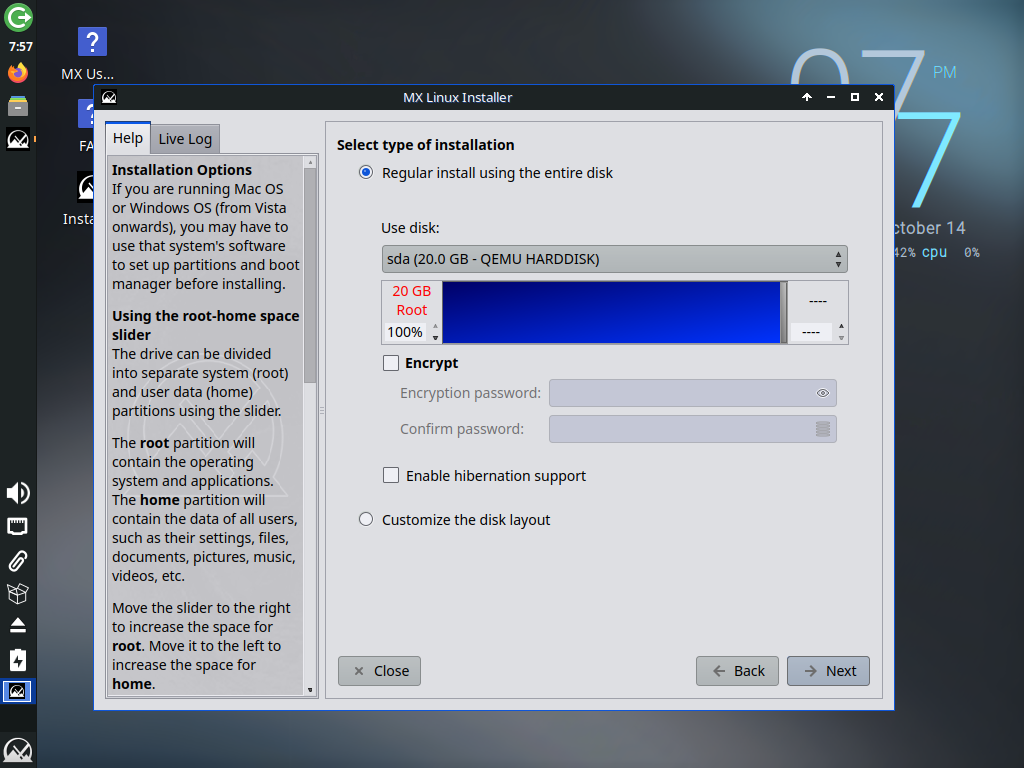 7:57
?
MX Us...
?
07
PM
MX Linux Installer
Help
Live Log
Installation Options
If you are running Mac OS
or Windows OS (from Vista
onwards), you may have to
use that system's software
to set up partitions and boot
manager before installing.
Using the root-home space
slider
The drive can be divided
into separate system (root)
and user data (home)
partitions using the slider.
The root partition will
contain the operating
system and applications.
The home partition will
contain the data of all users,
such as their settings, files,
documents, pictures, music,
videos, etc.
Move the slider to the right
to increase the space for
root. Move it to the left to
increase the space for
home.
Select type of installation
Regular install using the entire disk
Use disk:
sda (20.0 GB - QEMU HARDDISK)
20 GB
Root
100%
----
----
Encrypt
Encryption password:
Confirm password:
Enable hibernation support
Customize the disk layout
Close
Back
Next
7
ctober 14
42% cpu 0%
FA
Insta